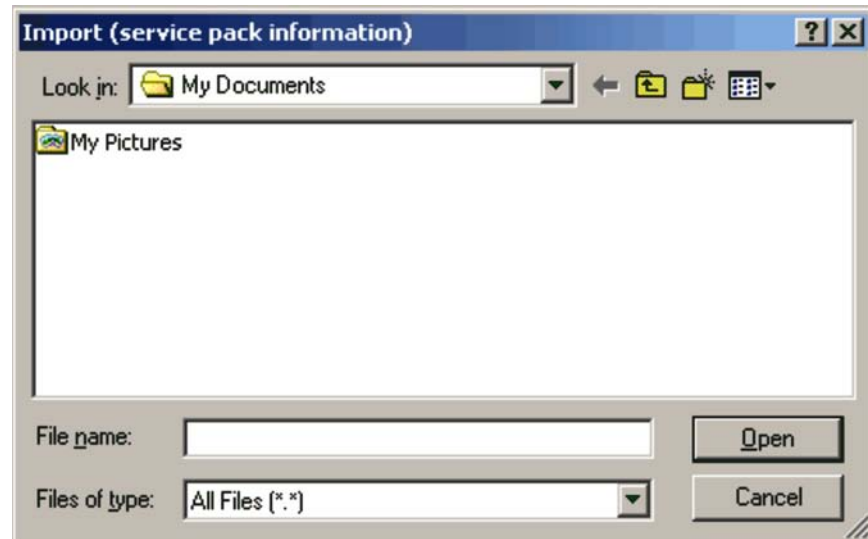 Import (service pack information)
Look in: My Documents
My Pictures
File name:
Open
Files of type: All Files (*.*)
Cancel